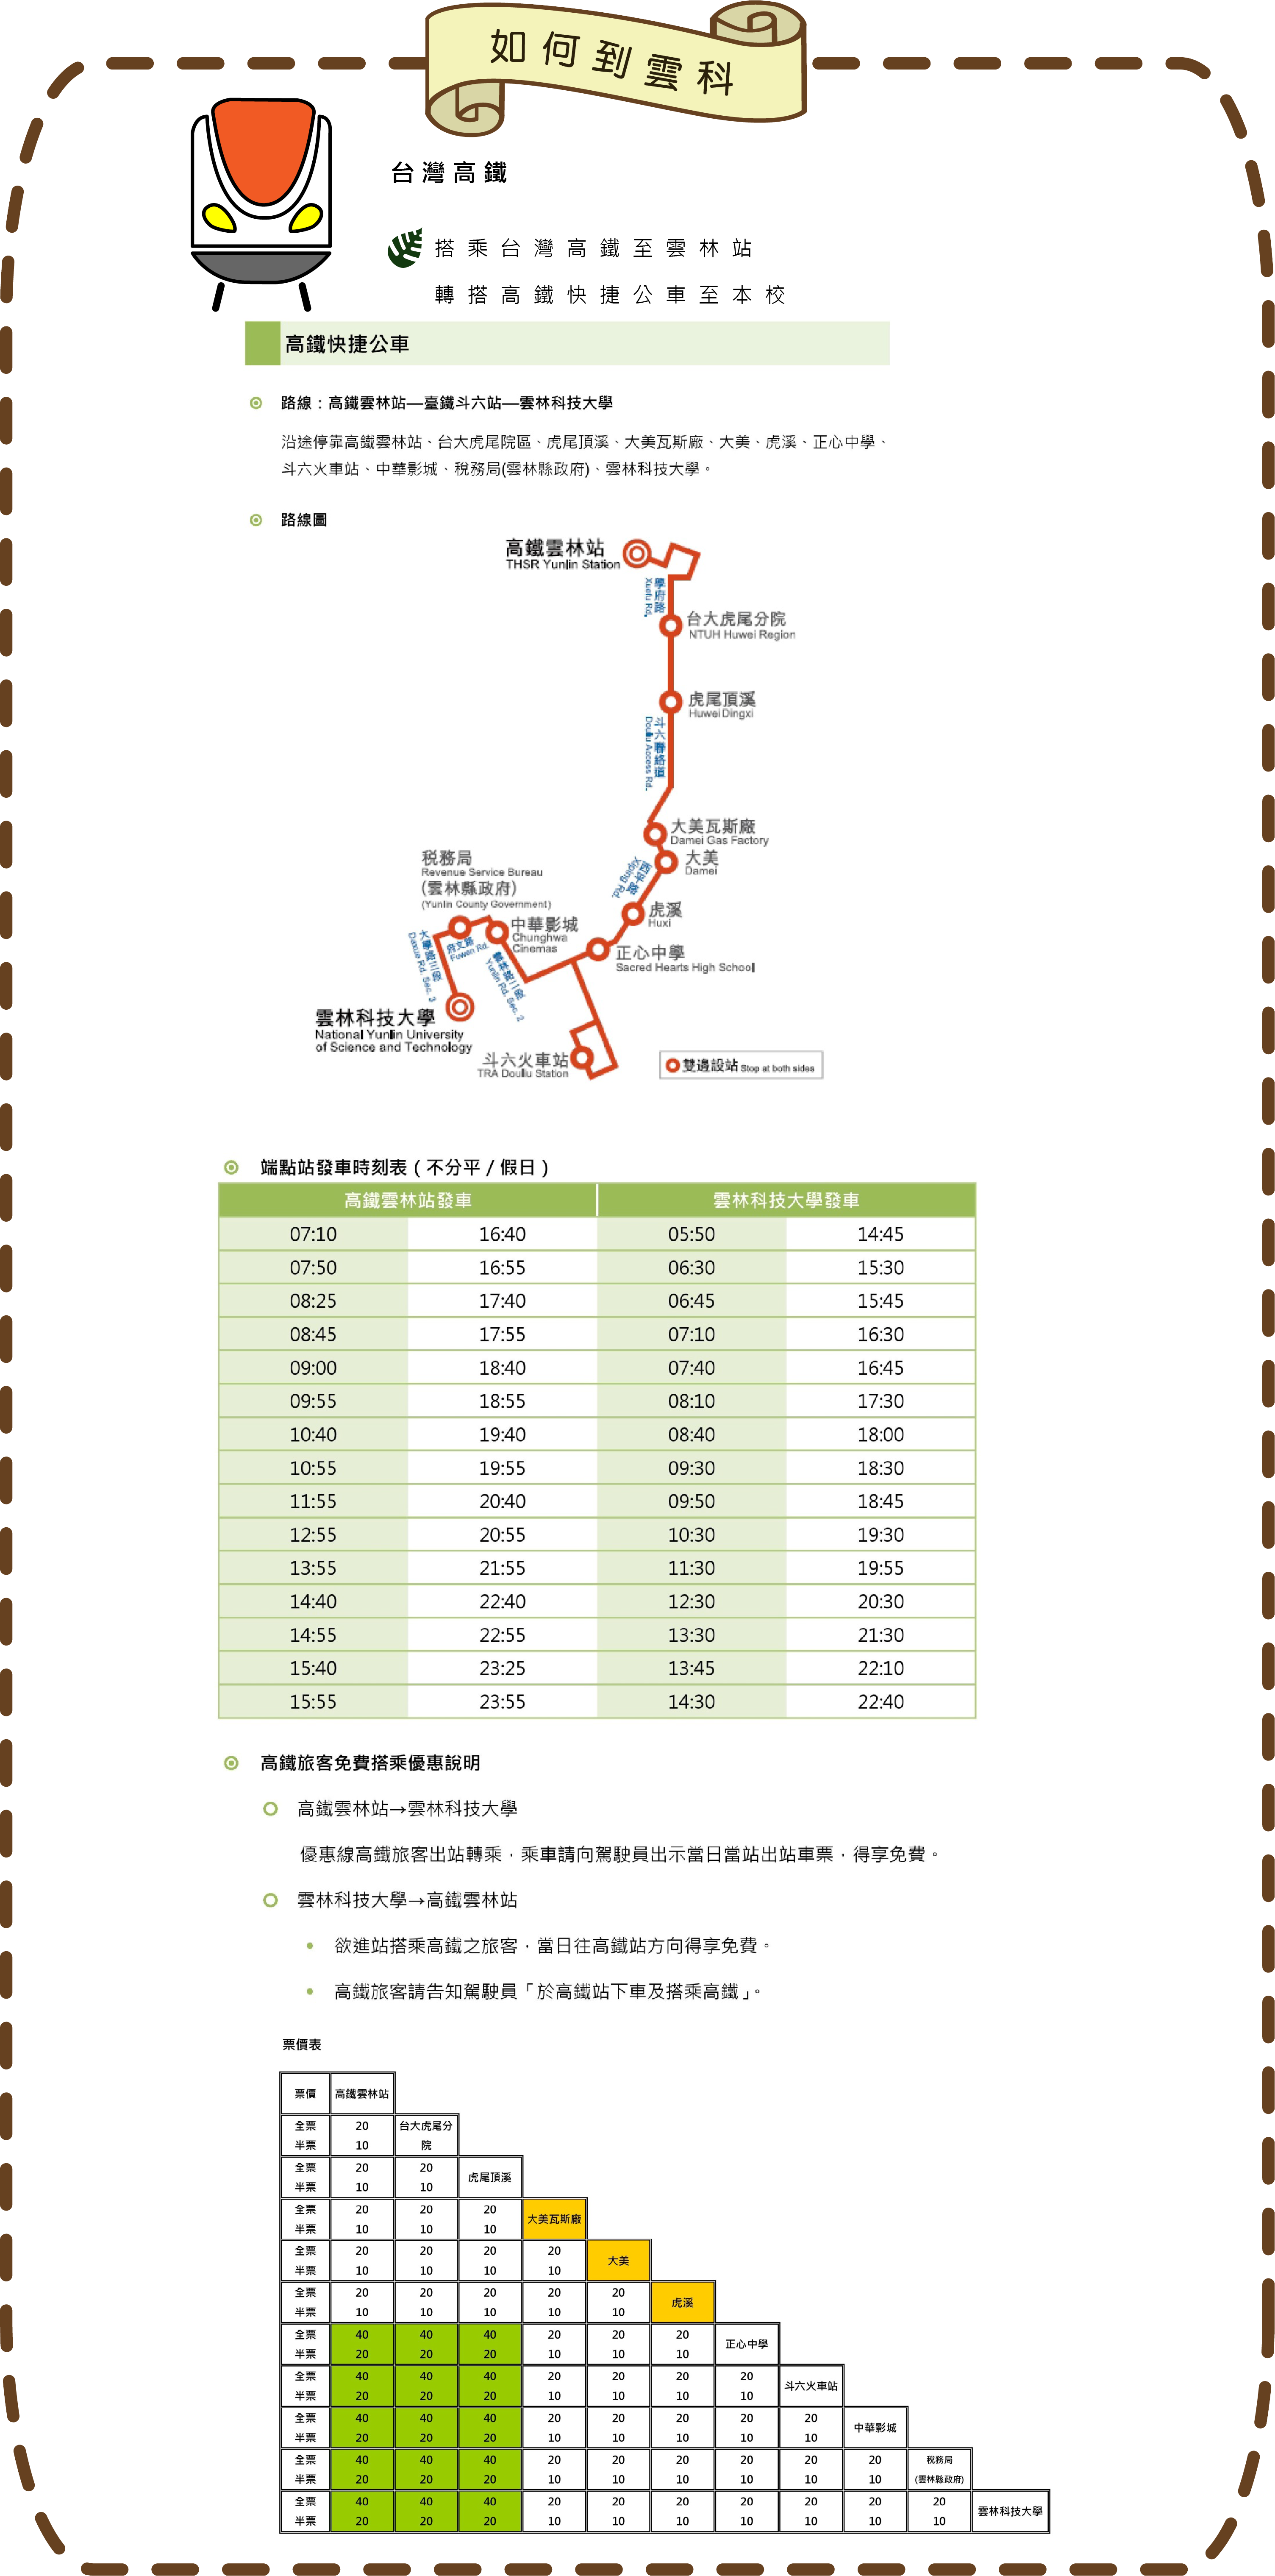 如何到雲科
台灣高鐵
搭乘台灣高鐵至雲林站
轉搭高鐵快捷公車至本校
高鐵快捷公車
路線：高鐵雲林站—臺鐵斗六站—雲林科技大學
沿途停靠高鐵雲林站、台大虎尾院區、虎尾頂溪、大美瓦斯廠、大美、虎溪、正心中學、
斗六火車站、中華影城、稅務局(雲林縣政府)、雲林科技大學。
路線圖
高鐵雲林站
THSR Yunlin Station
學府路
Xuefu Rd.
台大虎尾分院
NTUH Huwei Region
虎尾頂溪
Huwei Dingxi
斗六聯絡道
Douliu Access Rd.
大美瓦斯廠
Damei Gas Factory
大美
Damei
西平路
Xiping Rd.
虎溪
Huxi
稅務局
Revenue Service Bureau
(雲林縣政府)
(Yunlin County Government)
中華影城
Chunghwa
Cinemas
正心中學
Sacred Hearts High School
大學路三段
Daxue Rd. Sec. 3
府文路
Fuwen Rd.
雲林路二段
Yunlin Rd. Sec. 2
雲林科技大學
National Yunlin University
of Science and Technology
斗六火車站
TRA Douliu Station
雙邊設站 Stop at both sides
端點站發車時刻表（不分平／假日）
高鐵雲林站發車 雲林科技大學發車
07:10 16:40 05:50 14:45
07:50 16:55 06:30 15:30
08:25 17:40 06:45 15:45
08:45 17:55 07:10 16:30
09:00 18:40 07:40 16:45
09:55 18:55 08:10 17:30
10:40 19:40 08:40 18:00
10:55 19:55 09:30 18:30
11:55 20:40 09:50 18:45
12:55 20:55 10:30 19:30
13:55 21:55 11:30 19:55
14:40 22:40 12:30 20:30
14:55 22:55 13:30 21:30
15:40 23:25 13:45 22:10
15:55 23:55 14:30 22:40
高鐵旅客免費搭乘優惠說明
高鐵雲林站→雲林科技大學
優惠線高鐵旅客出站轉乘，乘車請向駕駛員出示當日當站出站車票，得享免費。
雲林科技大學→高鐵雲林站
欲進站搭乘高鐵之旅客，當日往高鐵站方向得享免費。
高鐵旅客請告知駕駛員「於高鐵站下車及搭乘高鐵」。
票價表
票價 高鐵雲林站
全票 20 台大虎尾分
半票 10 院
全票 20 20
虎尾頂溪
半票 10 10
全票 20 20 20
大美瓦斯廠
半票 10 10 10
全票 20 20 20 20
大美
半票 10 10 10 10
全票 20 20 20 20 20
虎溪
半票 10 10 10 10 10
全票 40 40 40 20 20 20
正心中學
半票 20 20 20 10 10 10
全票 40 40 40 20 20 20 20
斗六火車站
半票 20 20 20 10 10 10 10
全票 40 40 40 20 20 20 20 20
中華影城
半票 20 20 20 10 10 10 10 10
全票 40 40 40 20 20 20 20 20 20 稅務局
半票 20 20 20 10 10 10 10 10 10 (雲林縣政府)
全票 40 40 40 20 20 20 20 20 20 20
雲林科技大學
半票 20 20 20 10 10 10 10 10 10 10